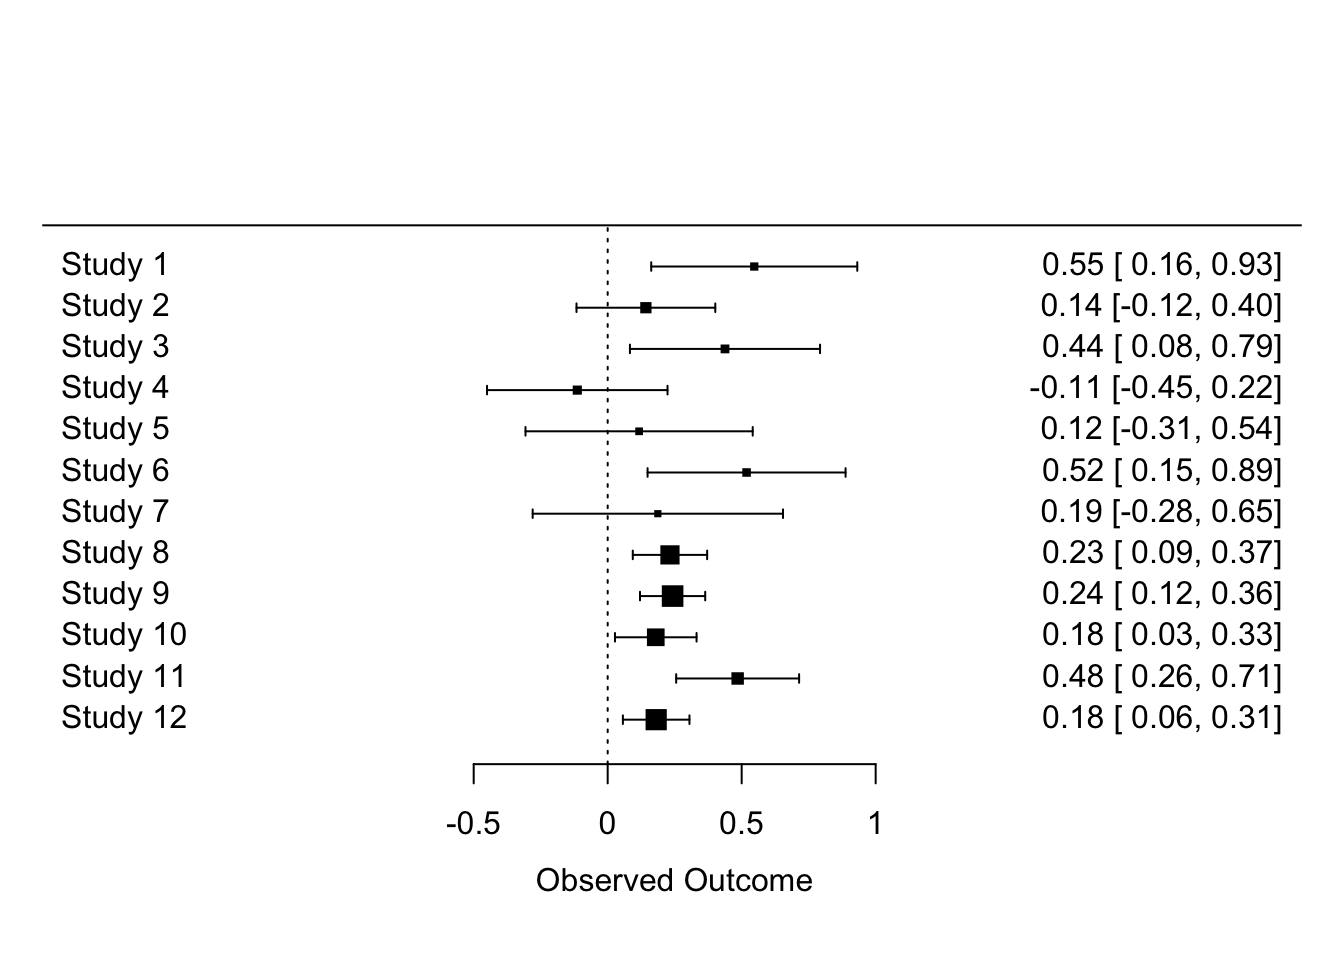 Study 1 0.55 [ 0.16, 0.93]
Study 2 0.14 [-0.12, 0.40]
Study 3 0.44 [ 0.08, 0.79]
Study 4 -0.11 [-0.45, 0.22]
Study 5 0.12 [-0.31, 0.54]
Study 6 0.52 [ 0.15, 0.89]
Study 7 0.19 [-0.28, 0.65]
Study 8 0.23 [ 0.09, 0.37]
Study 9 0.24 [ 0.12, 0.36]
Study 10 0.18 [ 0.03, 0.33]
Study 11 0.48 [ 0.26, 0.71]
Study 12 0.18 [ 0.06, 0.31]
-0.5 0 0.5 1
Observed Outcome